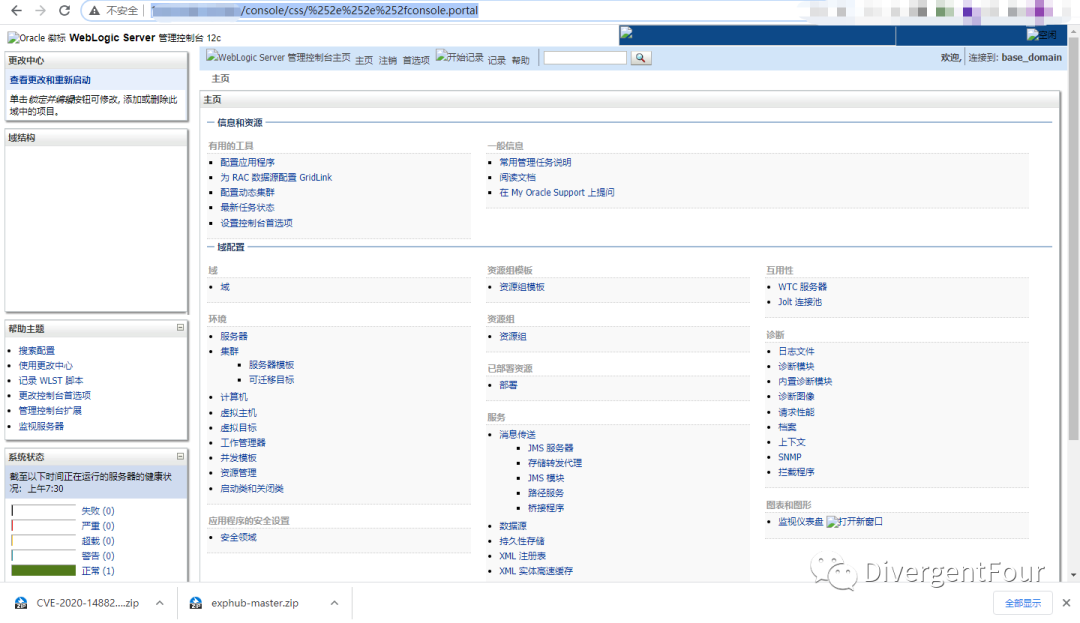 不安全 /console/css/%252e%252e%252fconsole.portal
Oracle 徽标 WebLogic Server 管理控制台 12c
空闲
更改中心
查看更改和重新启动
单击锁定并编辑按钮可修改, 添加或删除此
域中的项目。
域结构
帮助主题
搜索配置
使用更改中心
记录 WLST 脚本
更改控制台首选项
管理控制台扩展
监视服务器
系统状态
截至以下时间正在运行的服务器的健康状
况: 上午7:30
失败 (0)
严重 (0)
超载 (0)
警告 (0)
正常 (1)
WebLogic Server 管理控制台主页 主页 注销 首选项 开始记录 记录 帮助
欢迎, 连接到: base_domain
主页
主页
信息和资源
有用的工具
配置应用程序
为 RAC 数据源配置 GridLink
配置动态集群
最新任务状态
设置控制台首选项
一般信息
常用管理任务说明
阅读文档
在 My Oracle Support 上提问
域配置
域
域
环境
服务器
集群
服务器模板
可迁移目标
计算机
虚拟主机
虚拟目标
工作管理器
并发模板
资源管理
启动类和关闭类
应用程序的安全设置
安全领域
资源组模板
资源组模板
资源组
资源组
已部署资源
部署
服务
消息传送
JMS 服务器
存储转发代理
JMS 模块
路径服务
桥接程序
数据源
持久性存储
XML 注册表
XML 实体高速缓存
互用性
WTC 服务器
Jolt 连接池
诊断
日志文件
诊断模块
内置诊断模块
诊断图像
请求性能
档案
上下文
SNMP
拦截程序
图表和图形
监视仪表盘 打开新窗口
DivergentFour
CVE-2020-14882....zip
exphub-master.zip
全部显示